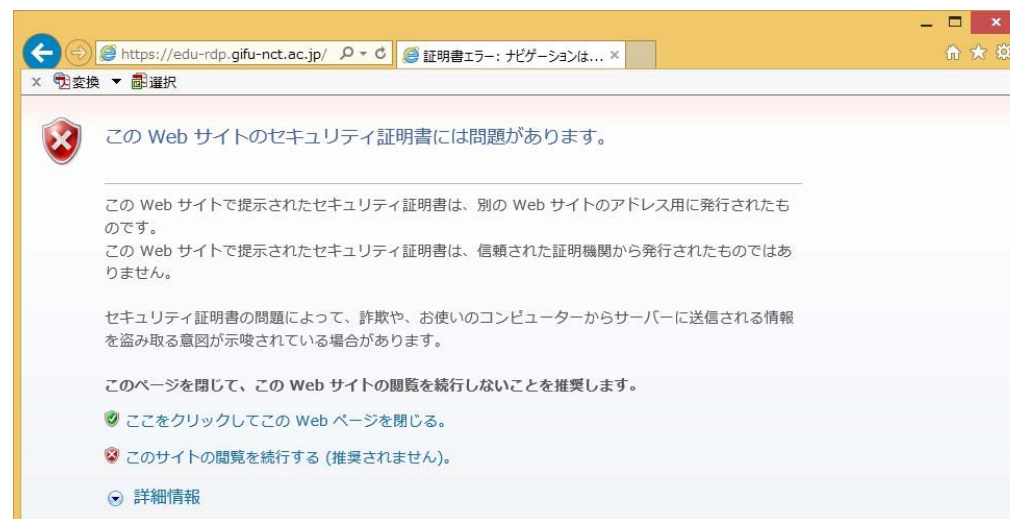 https://edu-rdp.gifu-nct.ac.jp/
証明書エラー: ナビゲーションは...
変換 選択
この Web サイトのセキュリティ証明書には問題があります。
この Web サイトで提示されたセキュリティ証明書は、別の Web サイトのアドレス用に発行されたも
のです。
この Web サイトで提示されたセキュリティ証明書は、信頼された証明機関から発行されたものではあ
りません。
セキュリティ証明書の問題によって、詐欺や、お使いのコンピューターからサーバーに送信される情報
を盗み取る意図が示唆されている場合があります。
このページを閉じて、この Web サイトの閲覧を続行しないことを推奨します。
ここをクリックしてこの Web ページを閉じる。
このサイトの閲覧を続行する (推奨されません)。
詳細情報